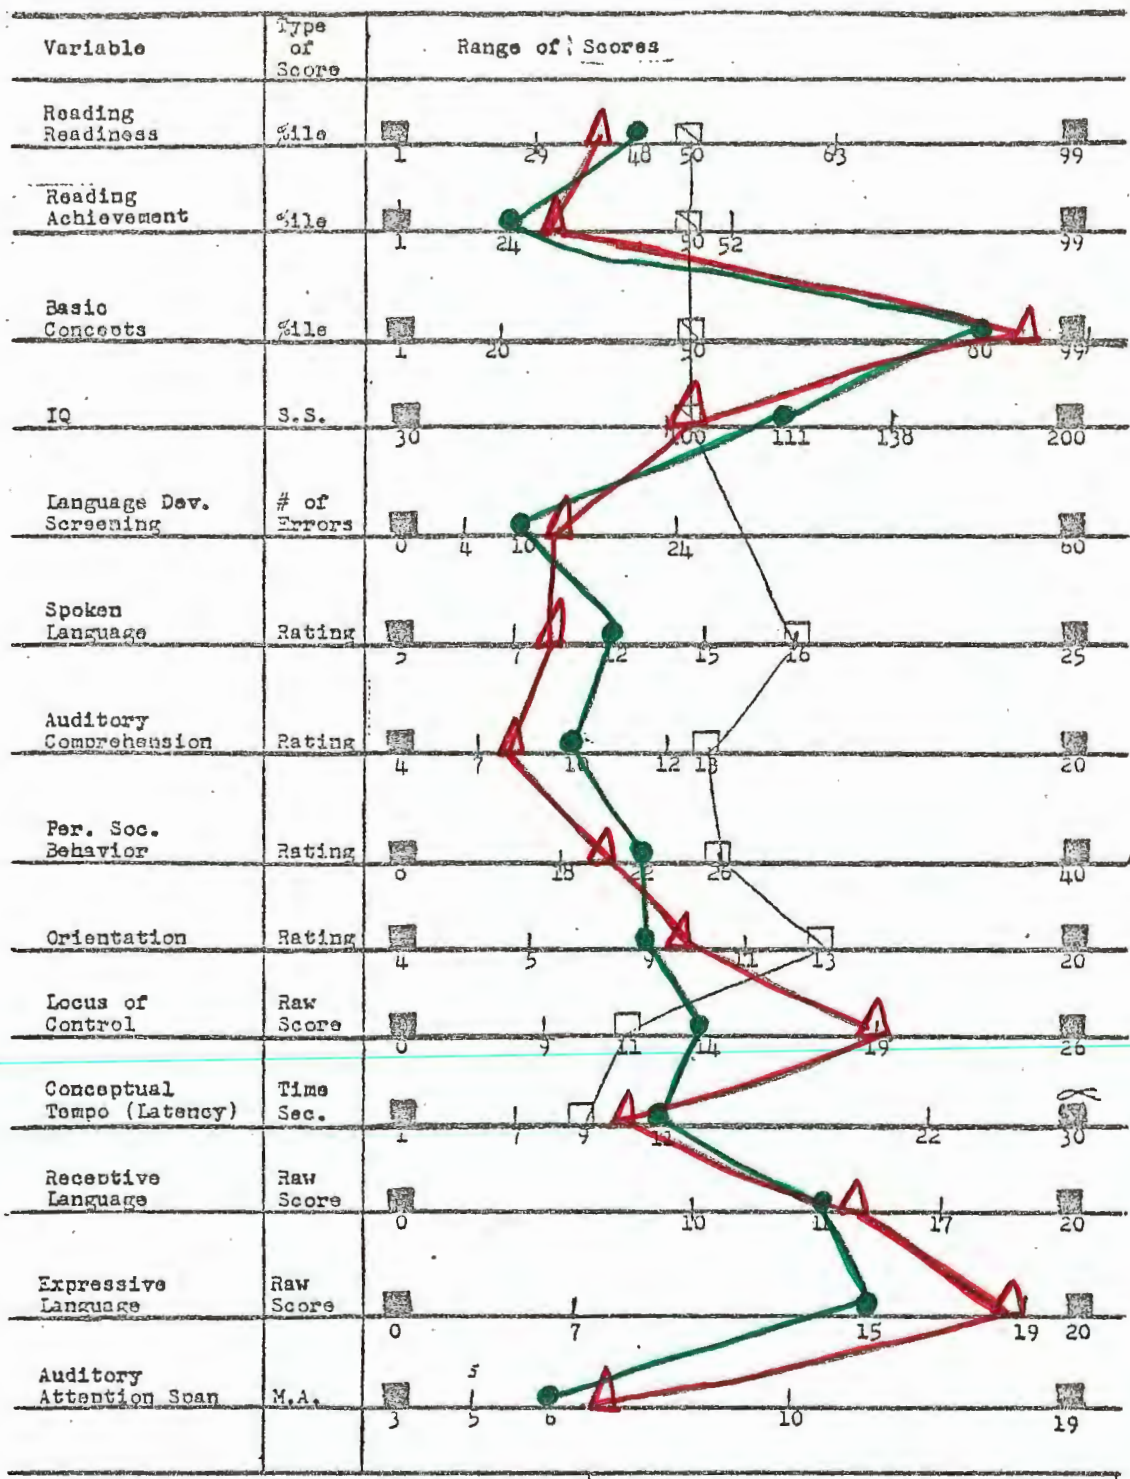 Variable
Type
of
Score
Range of Scores
Reading
Readiness
%ile
1 29 48 50 63 99
Reading
Achievement
%ile
1 24 50 52 99
Basic
Concepts
%ile
1 20 50 80 99
IQ
S.S.
30 100 111 138 200
Language Dev.
Screening
# of
Errors
0 4 10 24 60
Spoken
Language
Rating
5 7 12 15 16 25
Auditory
Comprehension
Rating
4 7 10 12 13 20
Per. Soc.
Behavior
Rating
8 18 22 26 40
Orientation
Rating
4 5 9 11 13 20
Locus of
Control
Raw
Score
0 9 11 14 19 26
Conceptual
Tempo (Latency)
Time
Sec.
∝
1 7 9 22 30
Receptive
Language
Raw
Score
0 10 17 20
Expressive
Language
Raw
Score
0 7 15 19 20
Auditory
Attention Span
M.A.
5
3 5 6 10 19